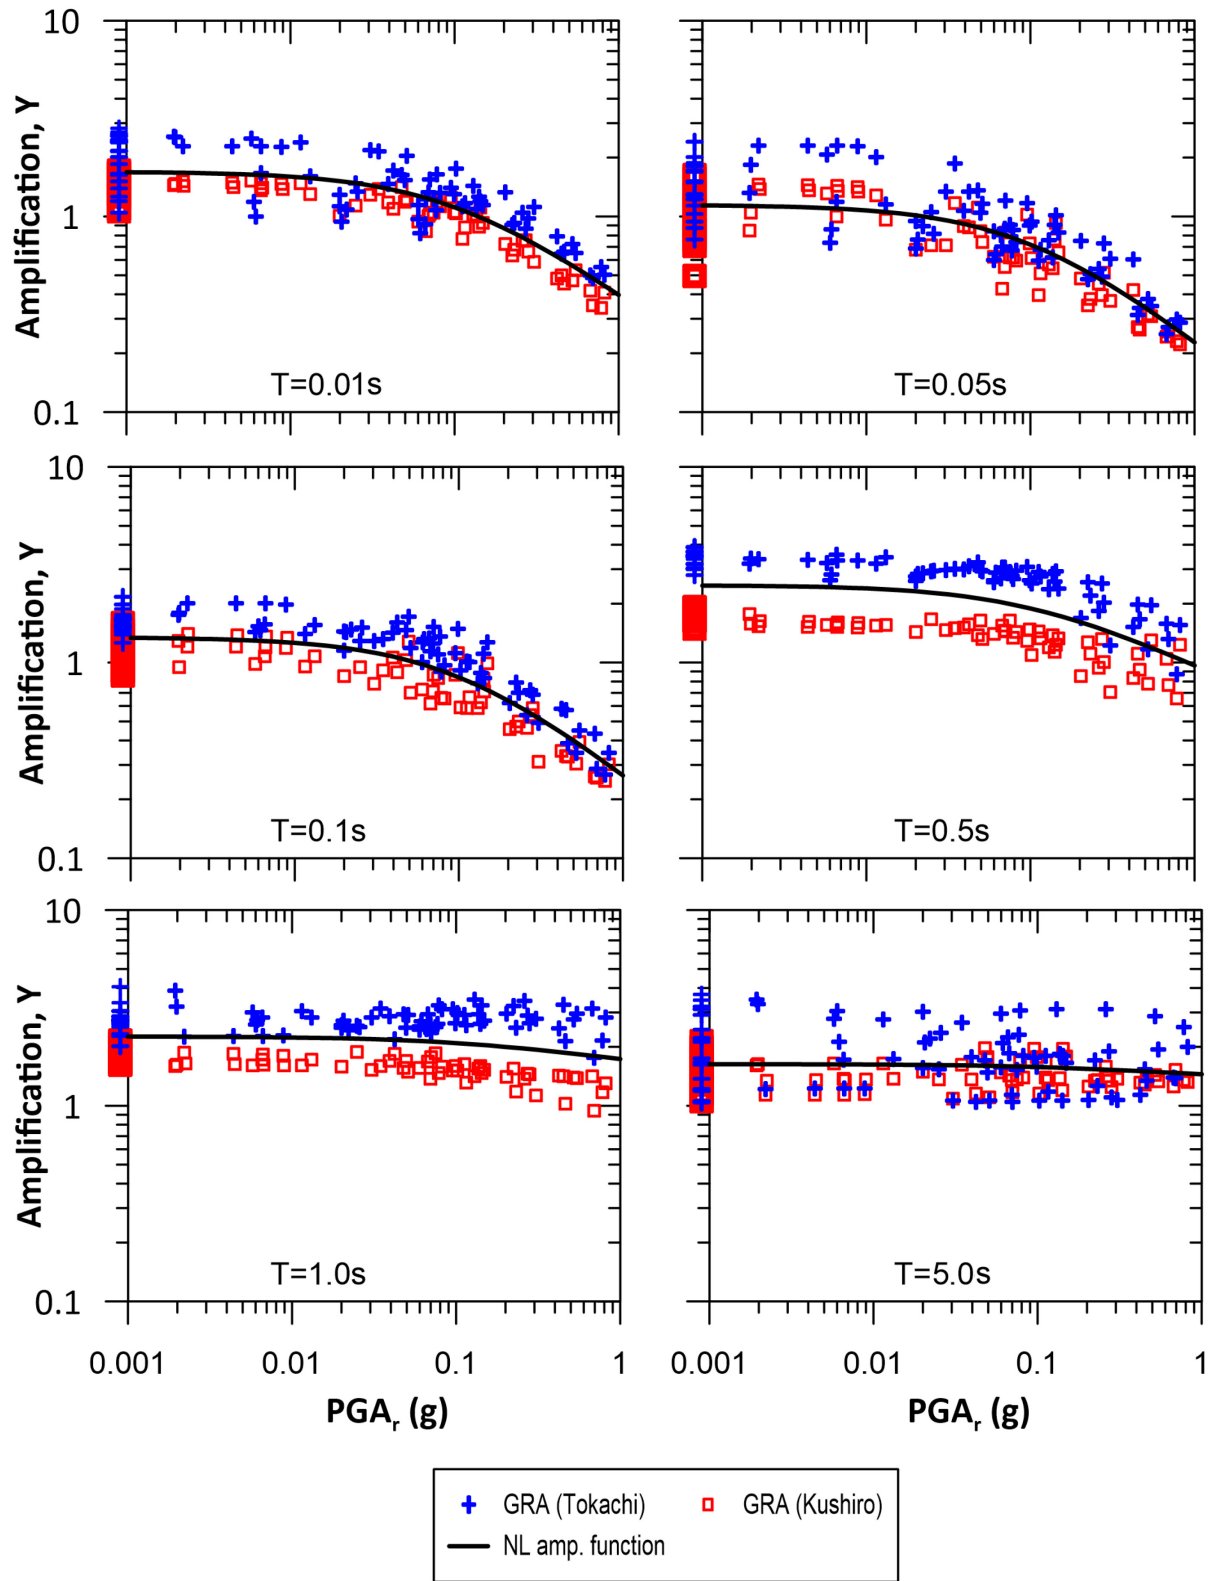 10
1
0.1
Amplification, Y
T=0.01s
T=0.05s
10
1
0.1
Amplification, Y
T=0.1s
T=0.5s
10
1
0.1
Amplification, Y
T=1.0s
T=5.0s
0.001 0.01 0.1 1
0.001 0.01 0.1 1
PGAr (g)
PGAr (g)
GRA (Tokachi) GRA (Kushiro)
NL amp. function